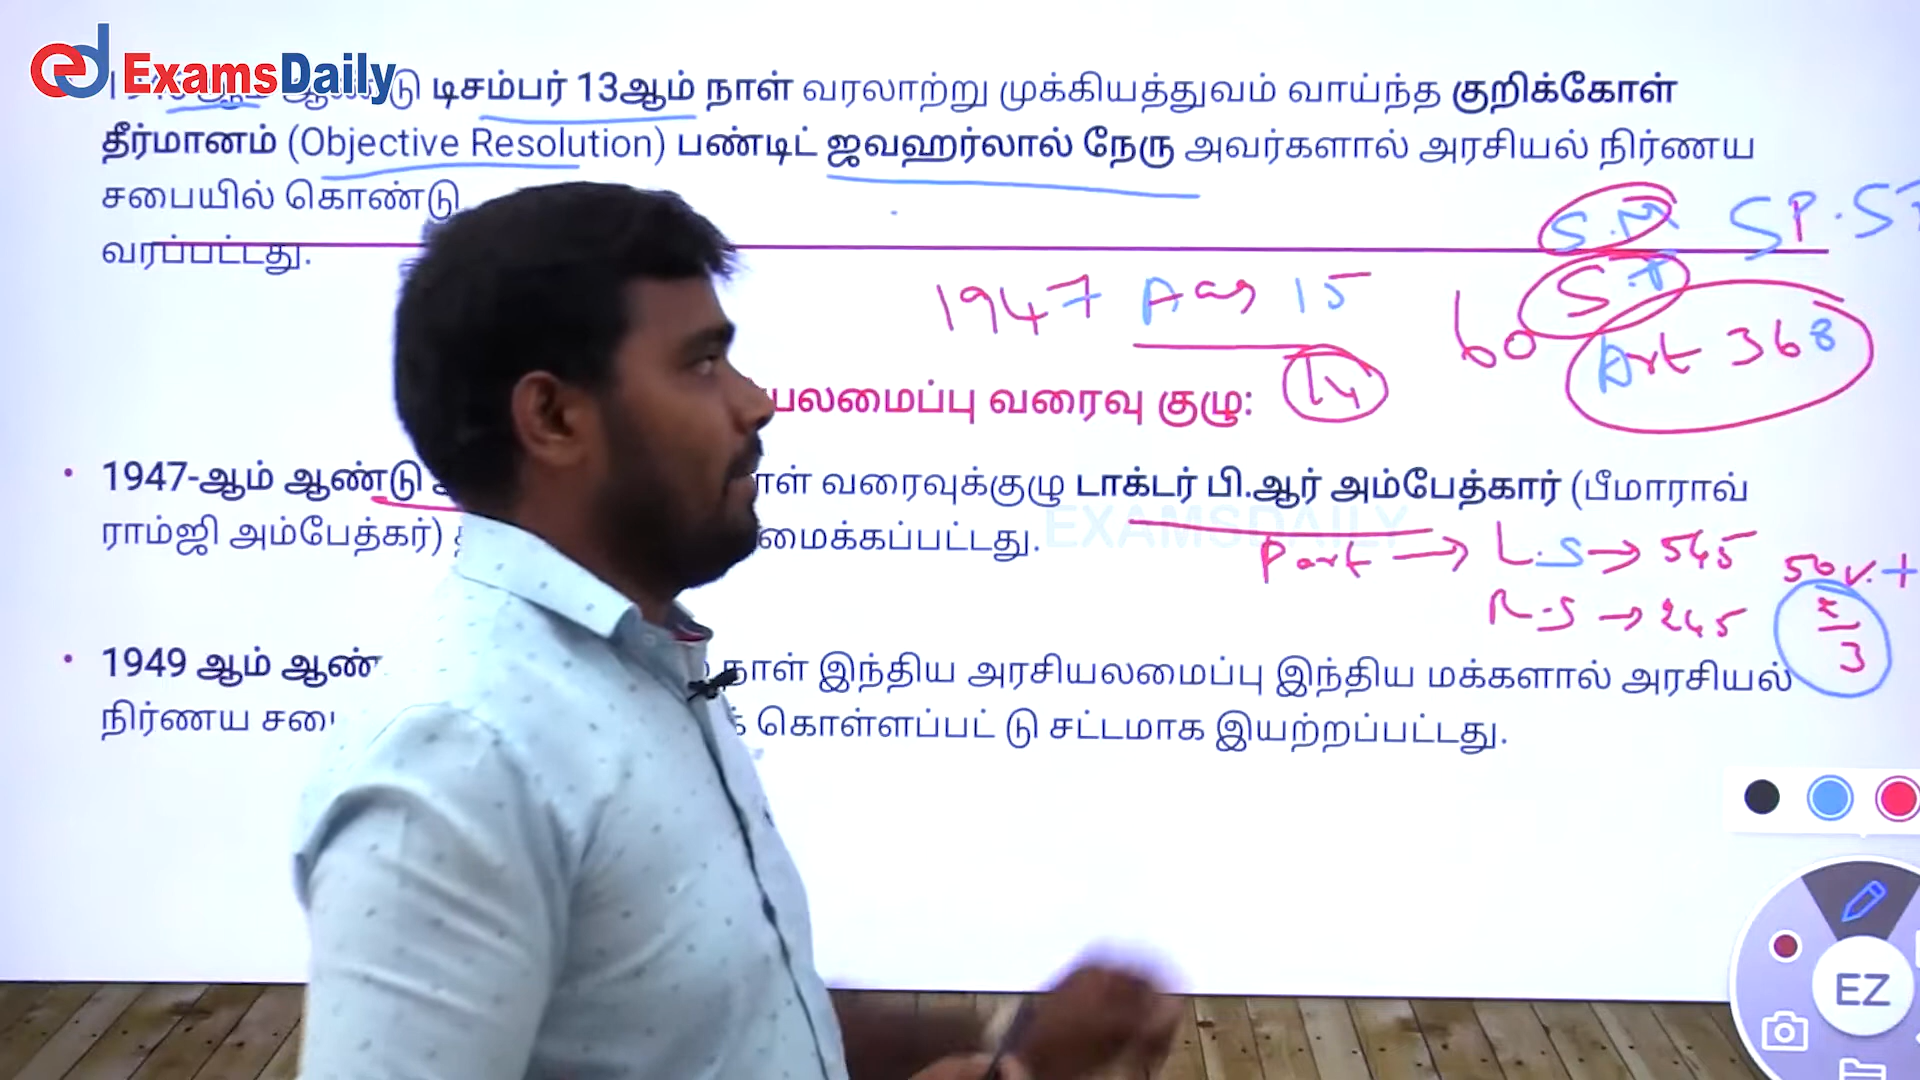 ExamsDaily
டிசம்பர் 13ஆம் நாள் வரலாற்று முக்கியத்துவம் வாய்ந்த குறிக்கோள்
தீர்மானம் (Objective Resolution) பண்டிட் ஜவஹர்லால் நேரு அவர்களால் அரசியல் நிர்ணய
சபையில் கொண்டு
வரப்பட்டது.
S.M
SP.ST
S.T
1947 Aug 15
60
Art 368
யலமைப்பு வரைவு குழு:
14
• 1947-ஆம் ஆண்டு நாள் வரைவுக்குழு டாக்டர் பி.ஆர் அம்பேத்கார் (பீமாராவ்
ராம்ஜி அம்பேத்கர்) மைக்கப்பட்டது.
EXAMSDAILY
Part → L.S → 545
R.S → 245
50%. +
2/3
• 1949 ஆம் ஆண் நாள் இந்திய அரசியலமைப்பு இந்திய மக்களால் அரசியல்
நிர்ணய சபை கொள்ளப்பட் டு சட்டமாக இயற்றப்பட்டது.
EZ